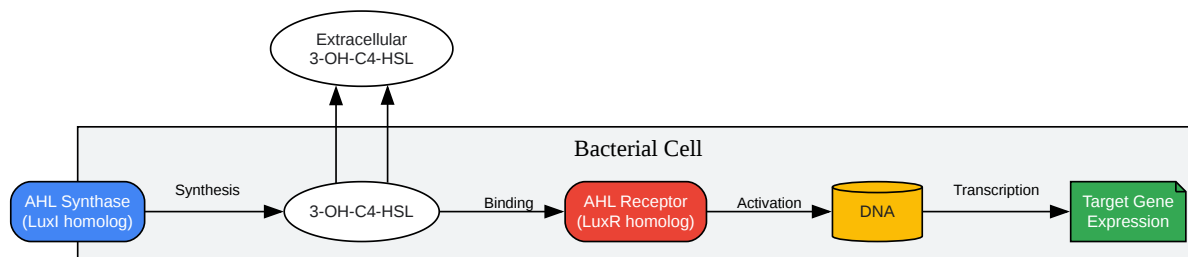 Extracellular
3-OH-C4-HSL
Bacterial Cell
AHL Synthase
(LuxI homolog)
Synthesis
3-OH-C4-HSL
Binding
AHL Receptor
(LuxR homolog)
Activation
DNA
Transcription
Target Gene
Expression